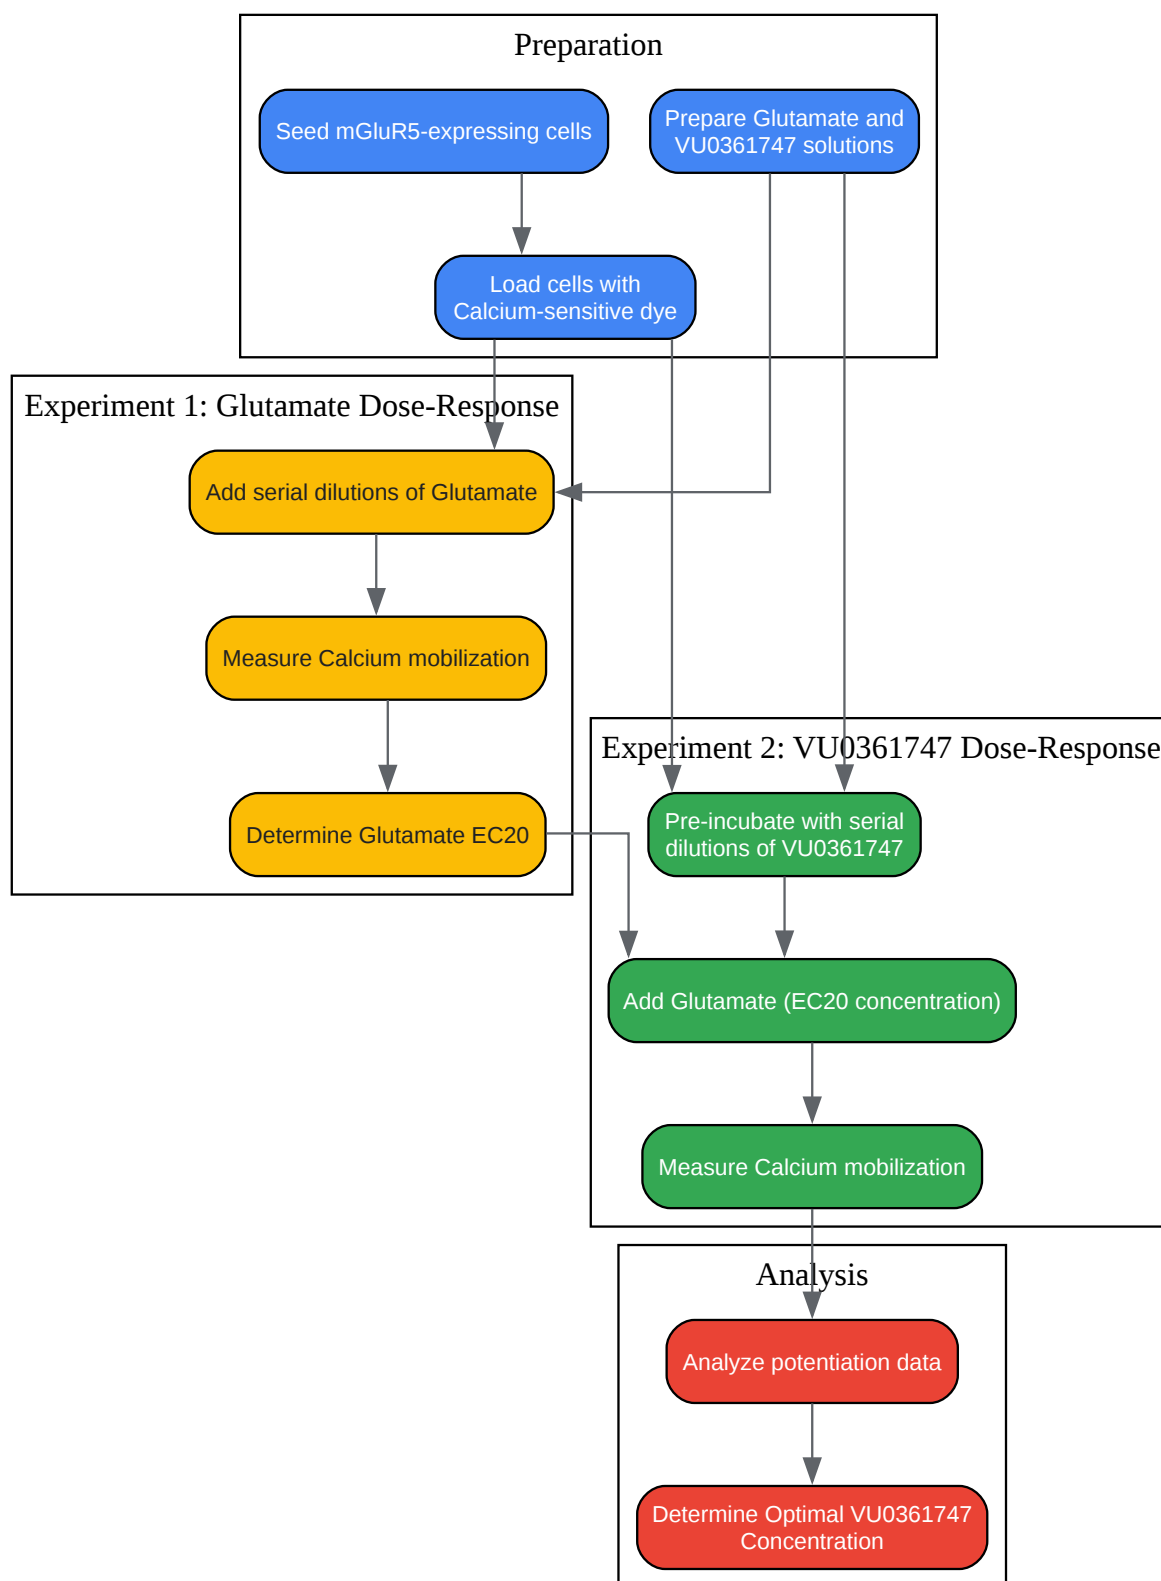 Preparation
Seed mGluR5-expressing cells
Prepare Glutamate and
VU0361747 solutions
Load cells with
Calcium-sensitive dye
Experiment 1: Glutamate Dose-Response
Add serial dilutions of Glutamate
Measure Calcium mobilization
Determine Glutamate EC20
Experiment 2: VU0361747 Dose-Response
Pre-incubate with serial
dilutions of VU0361747
Add Glutamate (EC20 concentration)
Measure Calcium mobilization
Analysis
Analyze potentiation data
Determine Optimal VU0361747
Concentration